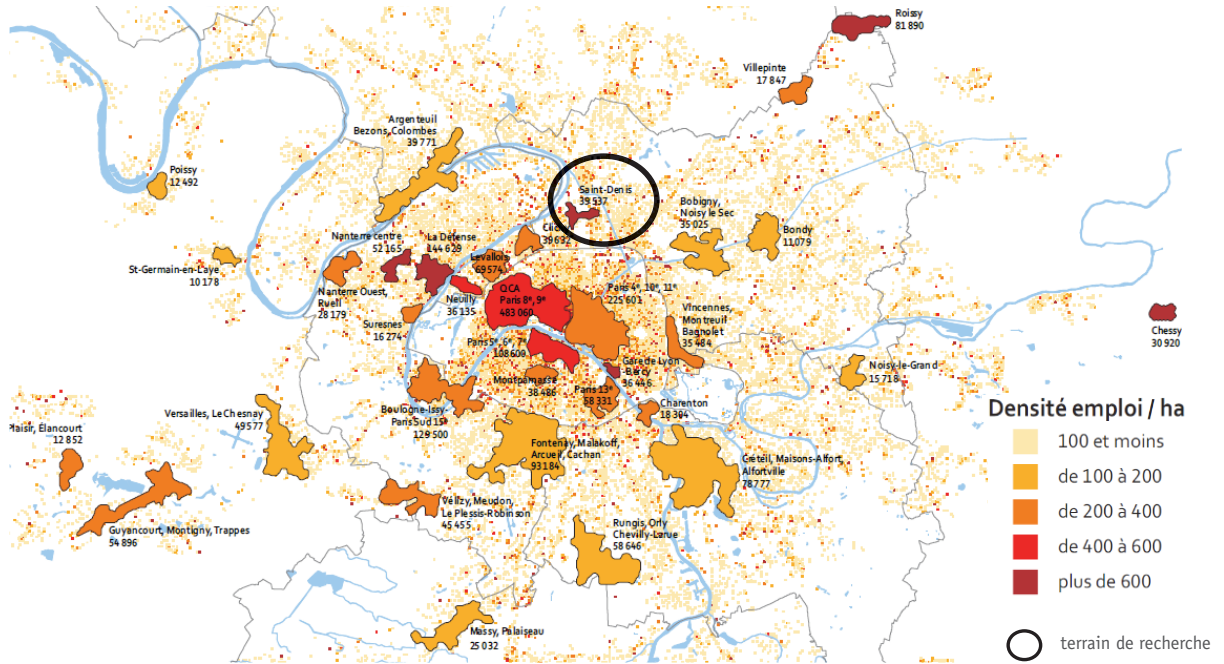 Roissy
81 890
Villepinte
17 847
Argenteuil
Bezons, Colombes
39 771
Poissy
12 492
Saint-Denis
39 537
Bobigny,
Noisy le Sec
35 025
Bondy
11 079
Nanterre centre
52 165
La Défense
144 629
39 632
Levallois
69 574
St-Germain-en-Laye
10 178
Nanterre Ouest,
Rueil
28 179
Neuilly
36 135
QCA
Paris 8e, 9e
483 060
Paris 4e, 10e, 11e
225 601
Suresnes
16 274
Vincennes,
Montreuil
Bagnolet
35 484
Chessy
30 920
Paris 5e, 6e, 7e
108 609
Gare de Lyon
-Bercy
36 446
Noisy-le-Grand
15 718
Montparnasse
38 486
Paris 13e
58 331
Charenton
18 304
Versailles, Le Chesnay
49 577
Boulogne-Issy-
Paris Sud 15e
129 500
Plaisir, Élancourt
12 852
Fontenay, Malakoff,
Arcueil, Cachan
93 184
Créteil, Maisons-Alfort,
Alfortville
78 777
Vélizy, Meudon,
Le Plessis-Robinson
45 455
Guyancourt, Montigny, Trappes
54 896
Rungis, Orly
Chevilly-Larue
58 646
Massy, Palaiseau
25 032
Densité emploi / ha
100 et moins
de 100 à 200
de 200 à 400
de 400 à 600
plus de 600
terrain de recherche